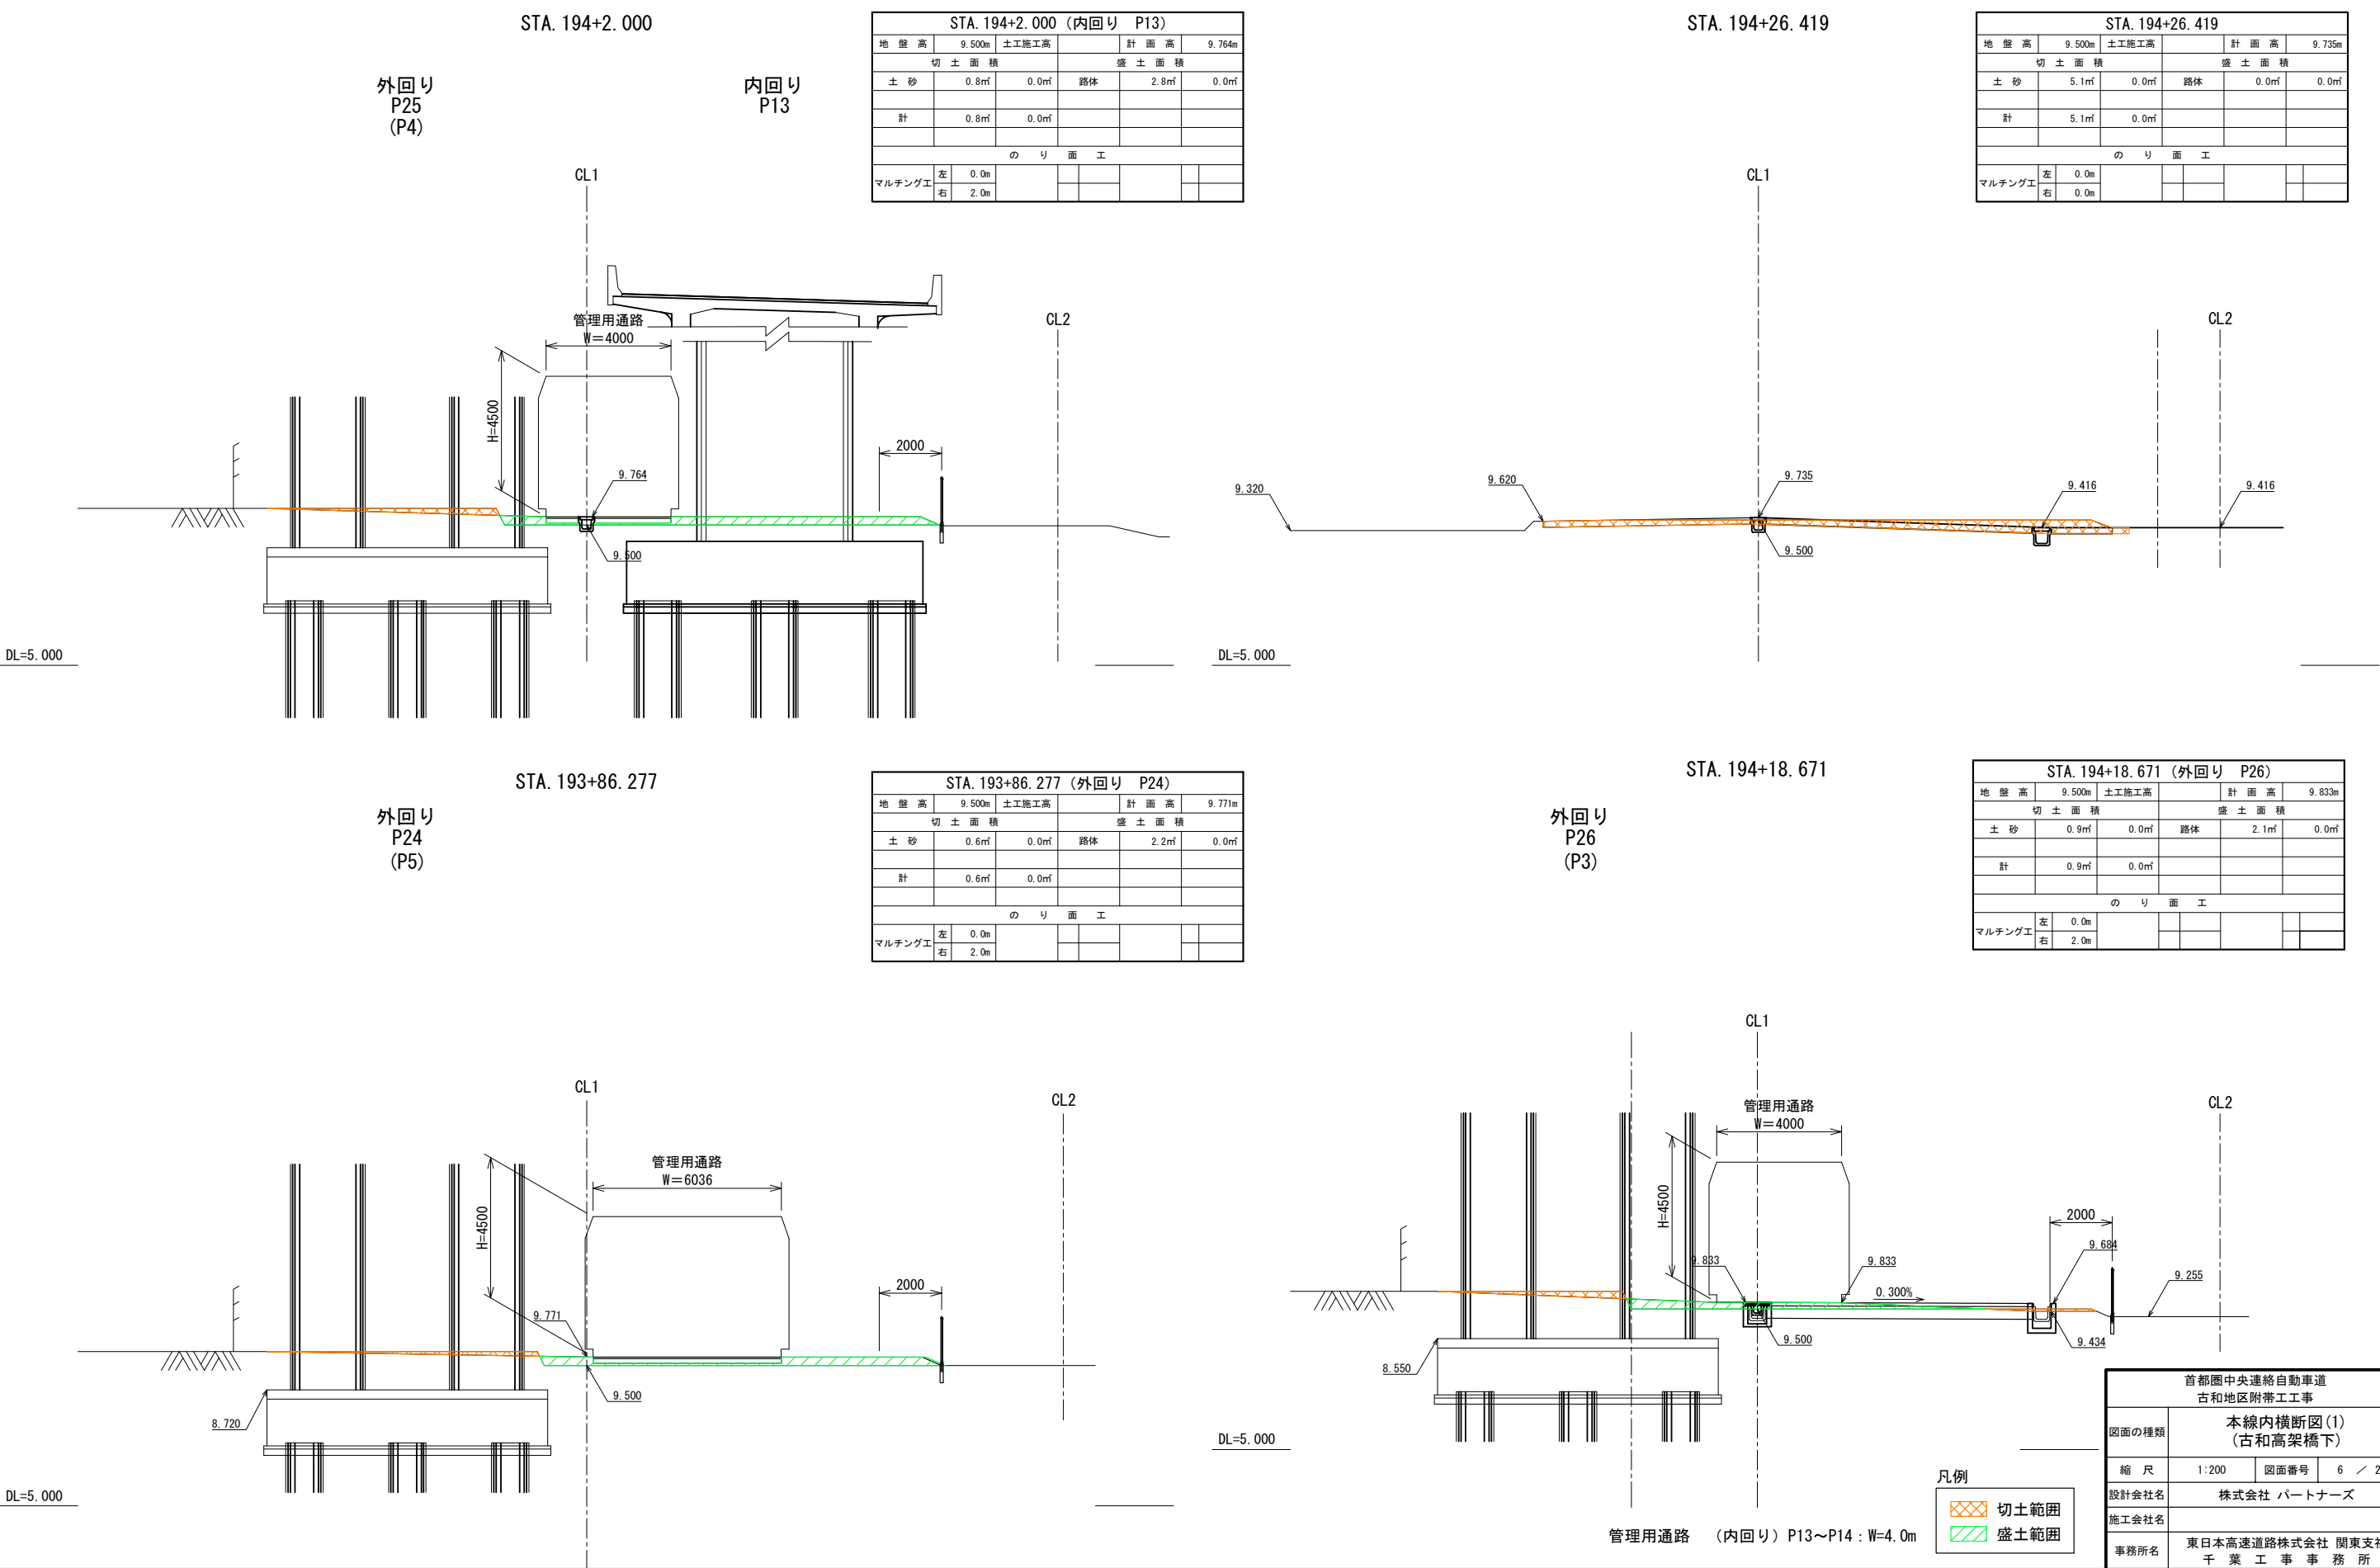 STA.194+2.000
外回り
P25
(P4)
内回り
P13
STA.194+2.000 (内回り P13)
地 盤 高 9.500m 土工施工高 計 画 高 9.764m
切 土 面 積 盛 土 面 積
土 砂 0.8㎡ 0.0㎡ 路体 2.8㎡ 0.0㎡
計 0.8㎡ 0.0㎡
の り 面 工
マルチング工 左 0.0m
右 2.0m
CL1
管理用通路
W=4000
CL2
H=4500
2000
9.764
9.500
DL=5.000
STA.194+26.419
STA.194+26.419
地 盤 高 9.500m 土工施工高 計 画 高 9.735m
切 土 面 積 盛 土 面 積
土 砂 5.1㎡ 0.0㎡ 路体 0.0㎡ 0.0㎡
計 5.1㎡ 0.0㎡
の り 面 工
マルチング工 左 0.0m
右 0.0m
CL1
CL2
9.320
9.620
9.735
9.416
9.416
9.500
DL=5.000
STA.193+86.277
外回り
P24
(P5)
STA.193+86.277 (外回り P24)
地 盤 高 9.500m 土工施工高 計 画 高 9.771m
切 土 面 積 盛 土 面 積
土 砂 0.6㎡ 0.0㎡ 路体 2.2㎡ 0.0㎡
計 0.6㎡ 0.0㎡
の り 面 工
マルチング工 左 0.0m
右 2.0m
CL1
CL2
管理用通路
W=6036
H=4500
2000
9.771
9.500
8.720
DL=5.000
STA.194+18.671
外回り
P26
(P3)
STA.194+18.671 (外回り P26)
地 盤 高 9.500m 土工施工高 計 画 高 9.833m
切 土 面 積 盛 土 面 積
土 砂 0.9㎡ 0.0㎡ 路体 2.1㎡ 0.0㎡
計 0.9㎡ 0.0㎡
の り 面 工
マルチング工 左 0.0m
右 2.0m
CL1
管理用通路
W=4000
CL2
H=4500
2000
9.833
9.833
9.684
0.300%
9.255
9.500
9.434
8.550
DL=5.000
凡例
切土範囲
盛土範囲
管理用通路 (内回り) P13～P14：W=4.0m
首都圏中央連絡自動車道
古和地区附帯工工事
図面の種類 本線内横断図(1)
(古和高架橋下)
縮 尺 1:200 図面番号 6 ／ 2
設計会社名 株式会社 パートナーズ
施工会社名
事務所名 東日本高速道路株式会社 関東支
千 葉 工 事 事 務 所